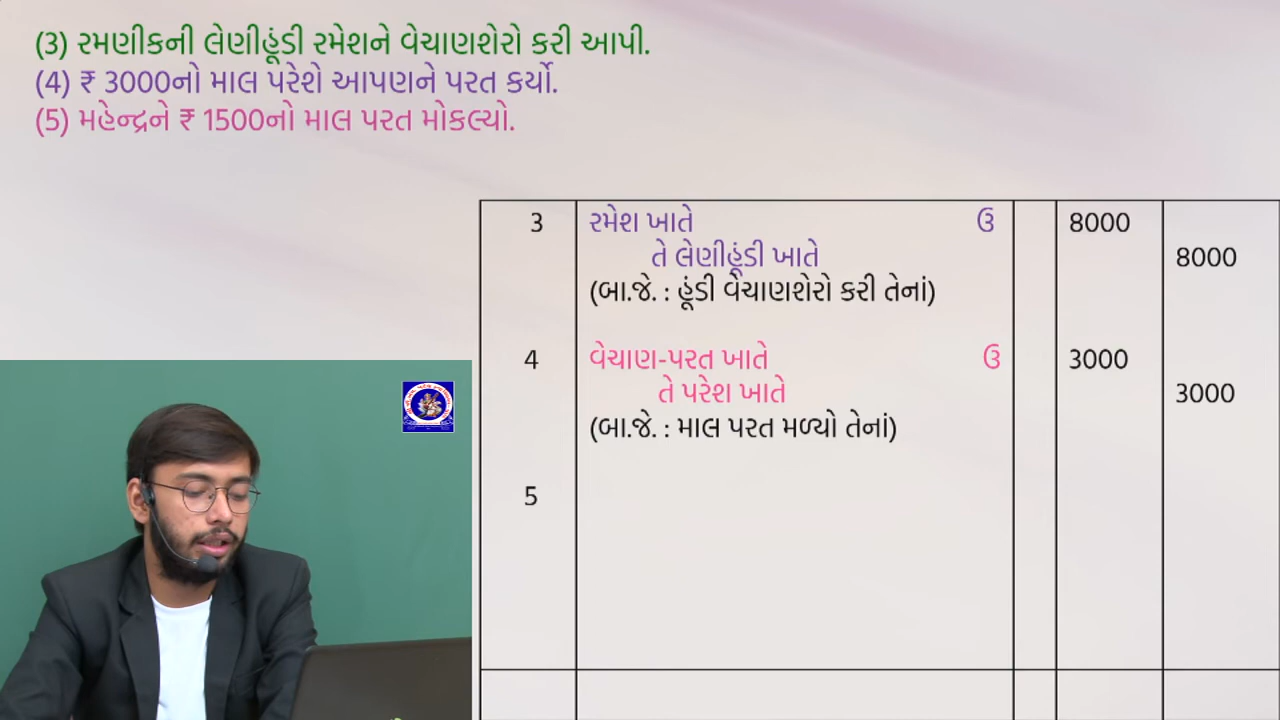 (3) રમણીકની લેણીહૂંડી રમેશને વેચાણશેરો કરી આપી.
(4) ₹ 3000નો માલ પરેશે આપણને પરત કર્યો.
(5) મહેન્દ્રને ₹ 1500નો માલ પરત મોકલ્યો.
3 રમેશ ખાતે ઉ 8000
તે લેણીહૂંડી ખાતે 8000
(બા.જે. : હૂંડી વેચાણશેરો કરી તેનાં)
4 વેચાણ-પરત ખાતે ઉ 3000
તે પરેશ ખાતે 3000
(બા.જે. : માલ પરત મળ્યો તેનાં)
5